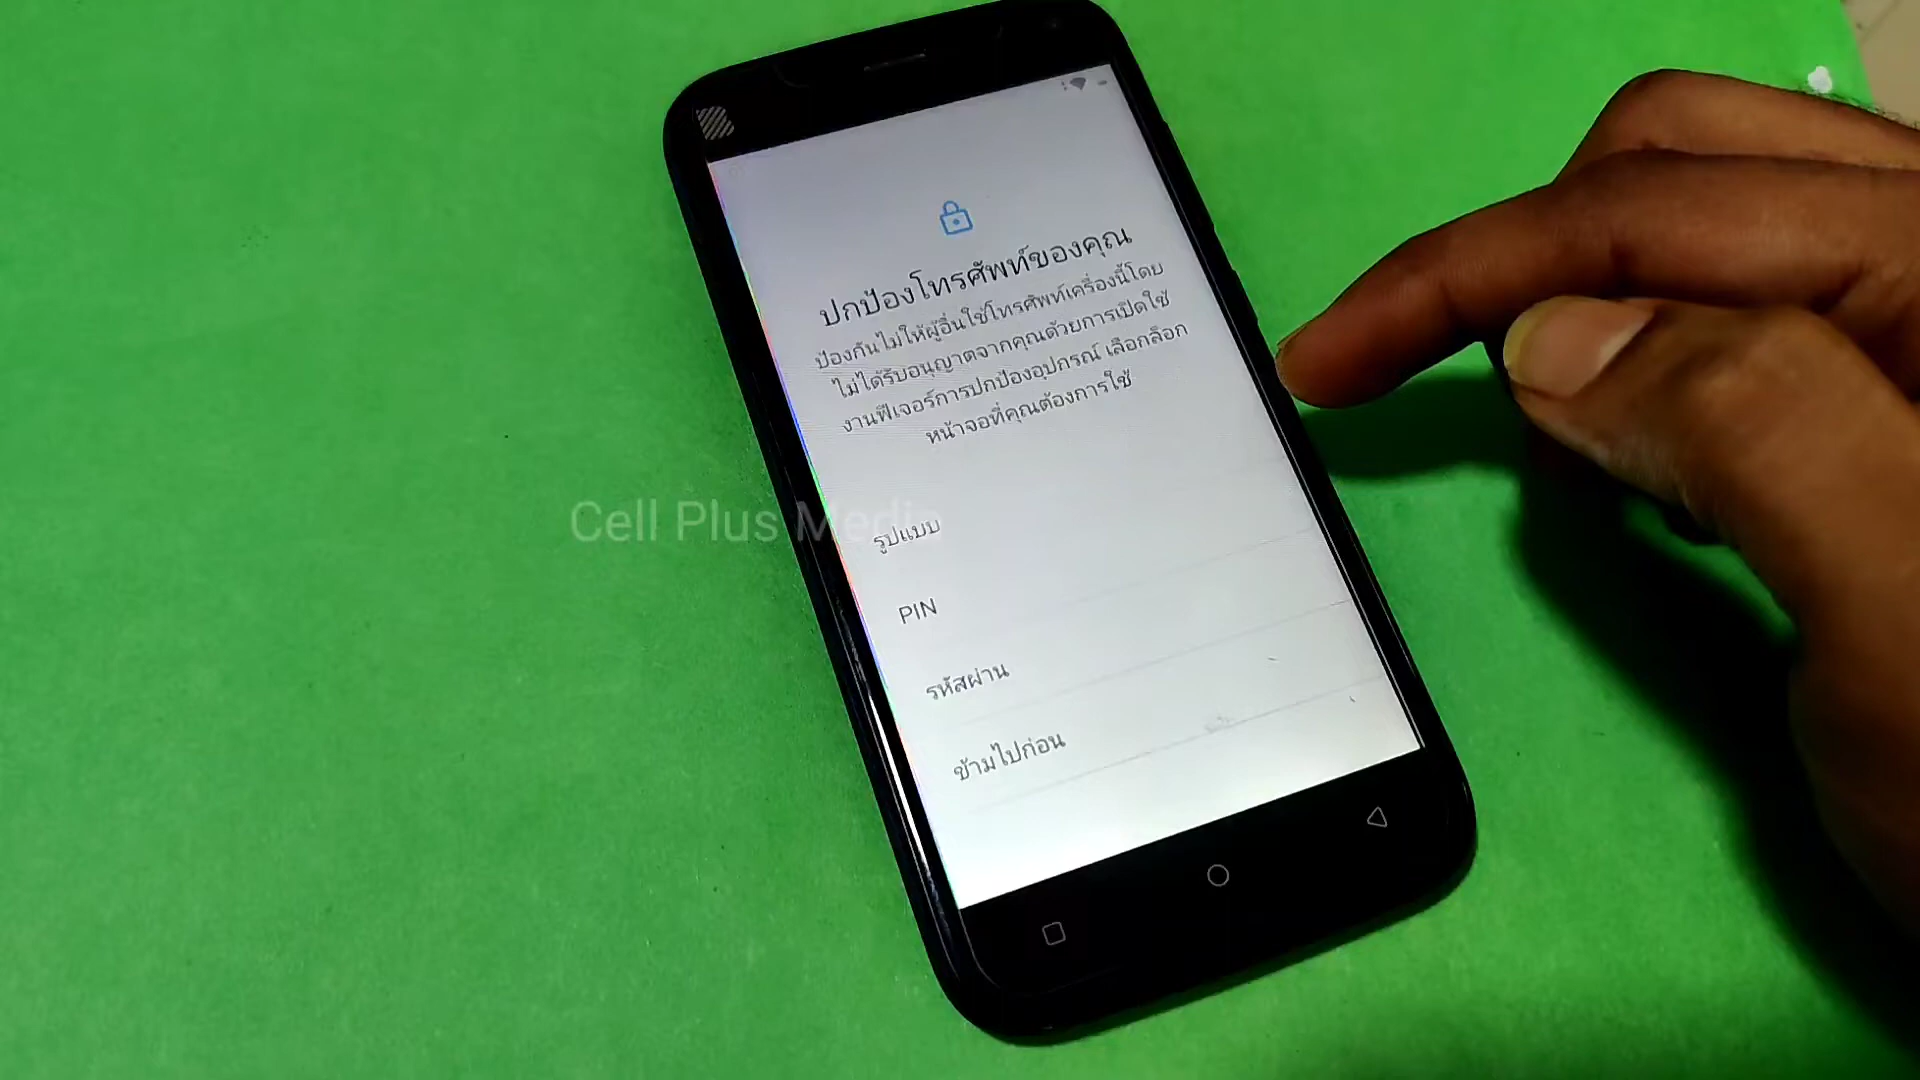 ปกป้องโทรศัพท์ของคุณ
ป้องกันไม่ให้ผู้อื่นใช้โทรศัพท์เครื่องนี้โดย
ไม่ได้รับอนุญาตจากคุณด้วยการเปิดใช้
งานฟีเจอร์การปกป้องอุปกรณ์ เลือกล็อก
หน้าจอที่คุณต้องการใช้
Cell Plus Media
รูปแบบ
PIN
รหัสผ่าน
ข้ามไปก่อน